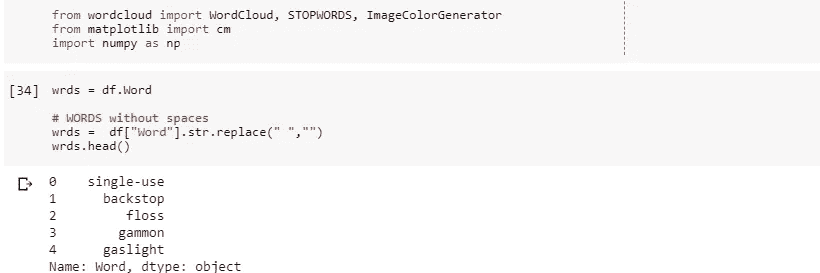 from wordcloud import WordCloud, STOPWORDS, ImageColorGenerator
from matplotlib import cm
import numpy as np
[34] wrds = df.Word
# WORDS without spaces
wrds =  df["Word"].str.replace(" ","")
wrds.head()
0    single-use
1      backstop
2         floss
3        gammon
4      gaslight
Name: Word, dtype: object